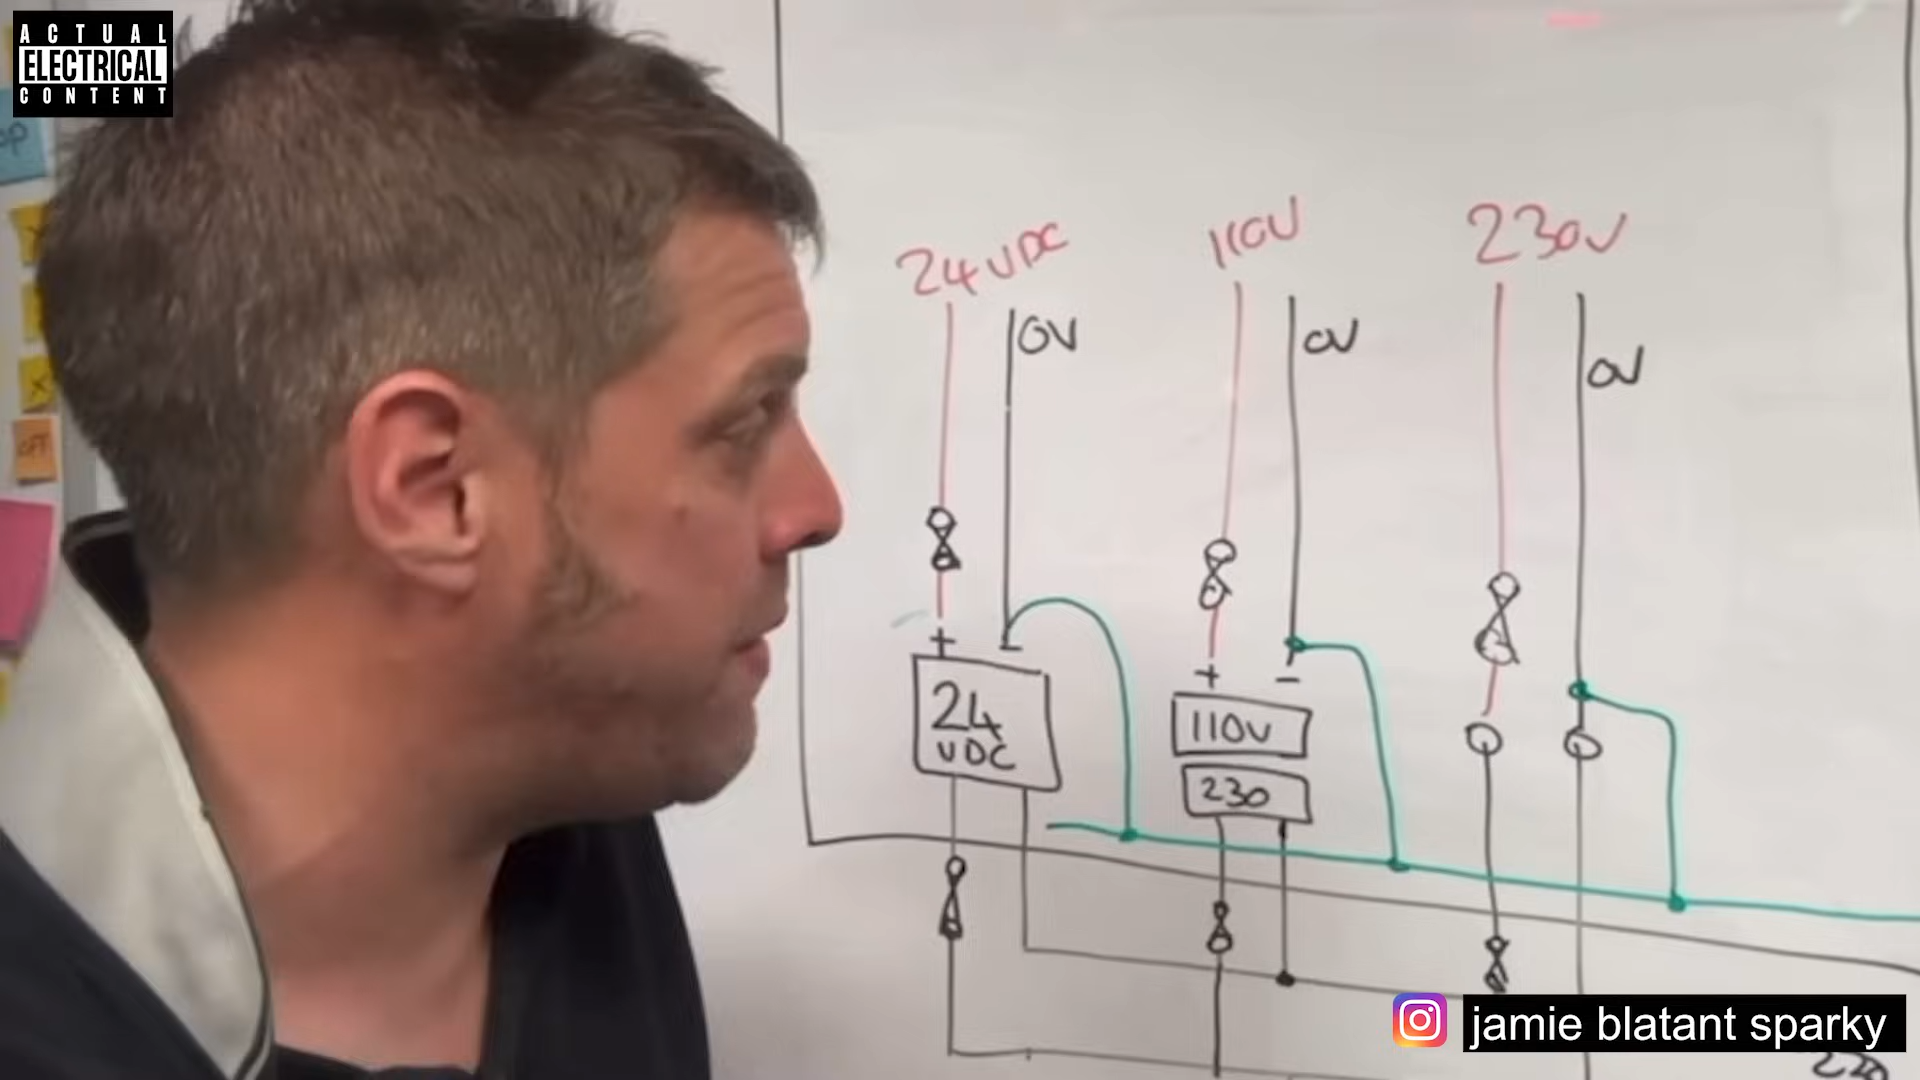 ACTUAL
ELECTRICAL
CONTENT
24VDC
110V
230V
0V
0V
0V
+ -
+ -
24
VDC
110V
230
jamie blatant sparky